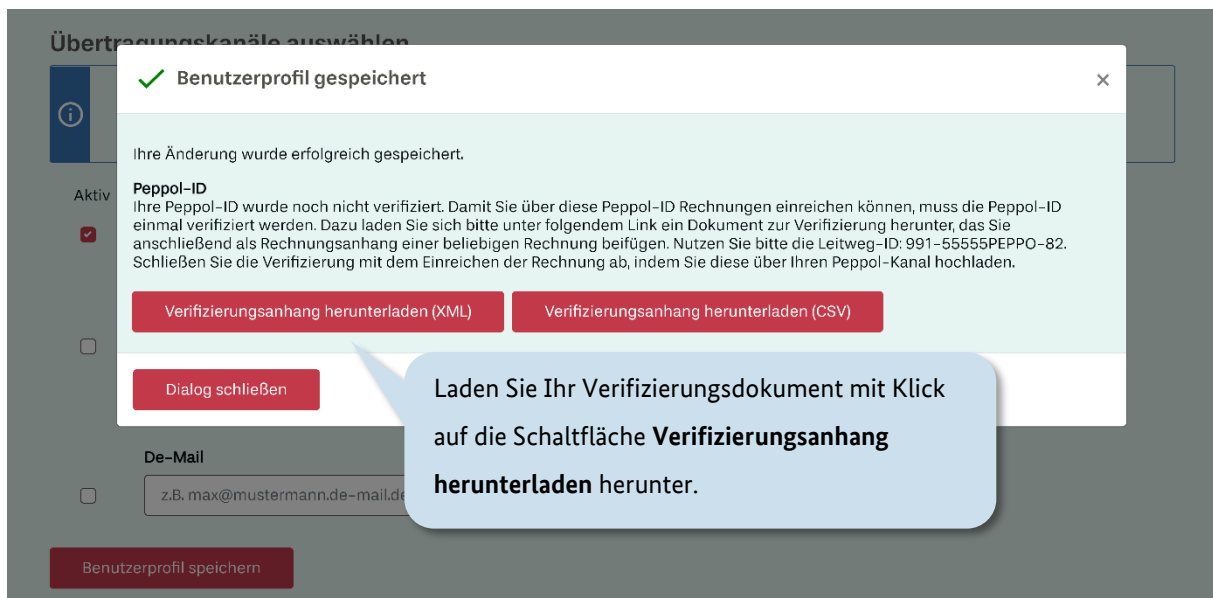 Übertragungskanäle auswählen
Benutzerprofil gespeichert
×
Ihre Änderung wurde erfolgreich gespeichert.
Aktiv
Peppol-ID
Ihre Peppol-ID wurde noch nicht verifiziert. Damit Sie über diese Peppol-ID Rechnungen einreichen können, muss die Peppol-ID
einmal verifiziert werden. Dazu laden Sie sich bitte unter folgendem Link ein Dokument zur Verifizierung herunter, das Sie
anschließend als Rechnungsanhang einer beliebigen Rechnung beifügen. Nutzen Sie bitte die Leitweg-ID: 991-55555PEPPO-82.
Schließen Sie die Verifizierung mit dem Einreichen der Rechnung ab, indem Sie diese über Ihren Peppol-Kanal hochladen.
Verifizierungsanhang herunterladen (XML)
Verifizierungsanhang herunterladen (CSV)
Dialog schließen
Laden Sie Ihr Verifizierungsdokument mit Klick
auf die Schaltfläche Verifizierungsanhang
herunterladen herunter.
De-Mail
z.B. max@mustermann.de-mail.de
Benutzerprofil speichern